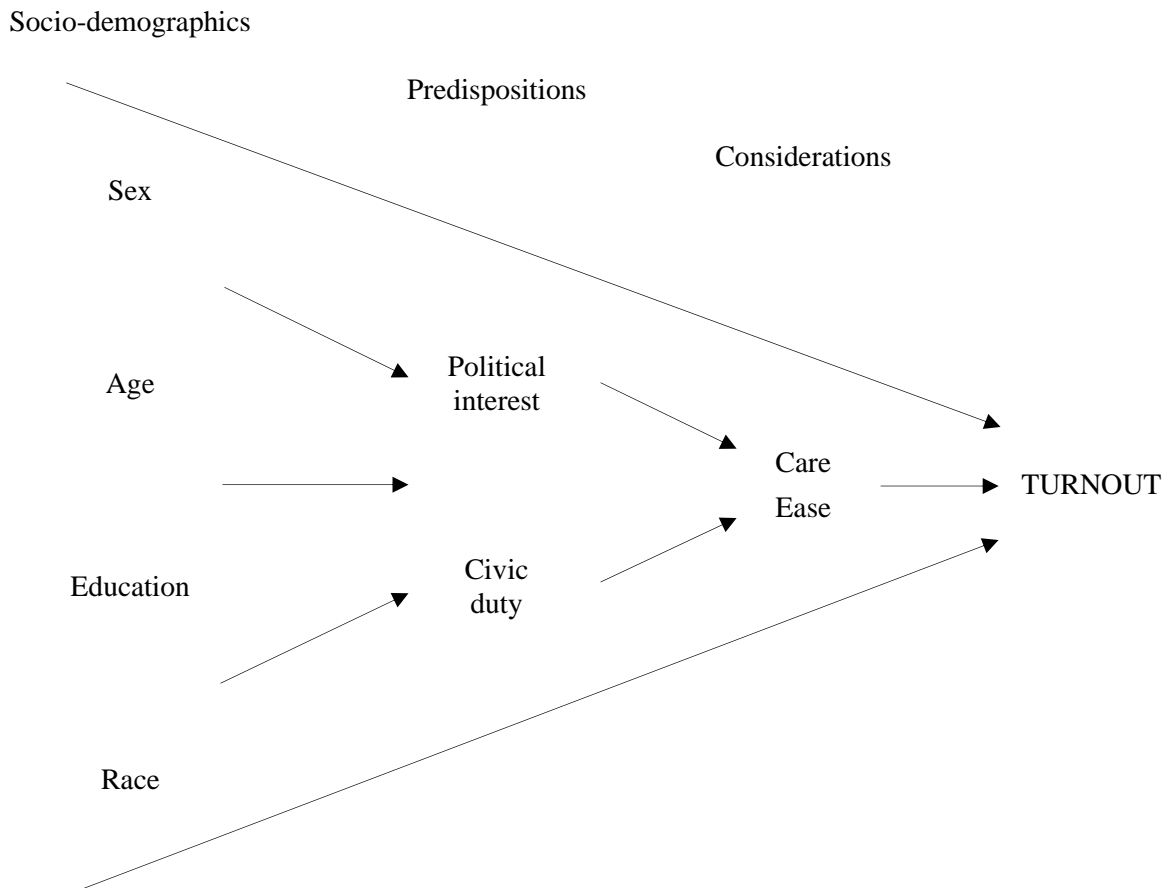 Socio-demographics
Predispositions
Considerations
Sex
Age
Education
Race
Political
interest
Civic
duty
Care
Ease
TURNOUT